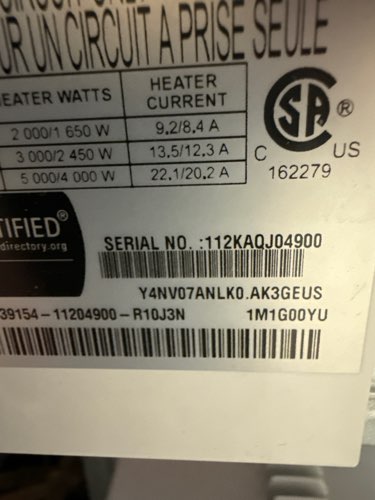 UR UN CIRCUIT A PRISE SEULE
EATER WATTS HEATER CURRENT
2 000/1 650 W 9.2/8.4 A
3 000/2 450 W 13.5/12.3 A
5 000/4 000 W 22.1/20.2 A
SA ®
C US
162279
TIFIED®
directory.org
SERIAL NO. :112KAQJ04900
Y4NV07ANLK0.AK3GEUS
39154-11204900-R10J3N 1M1G00YU